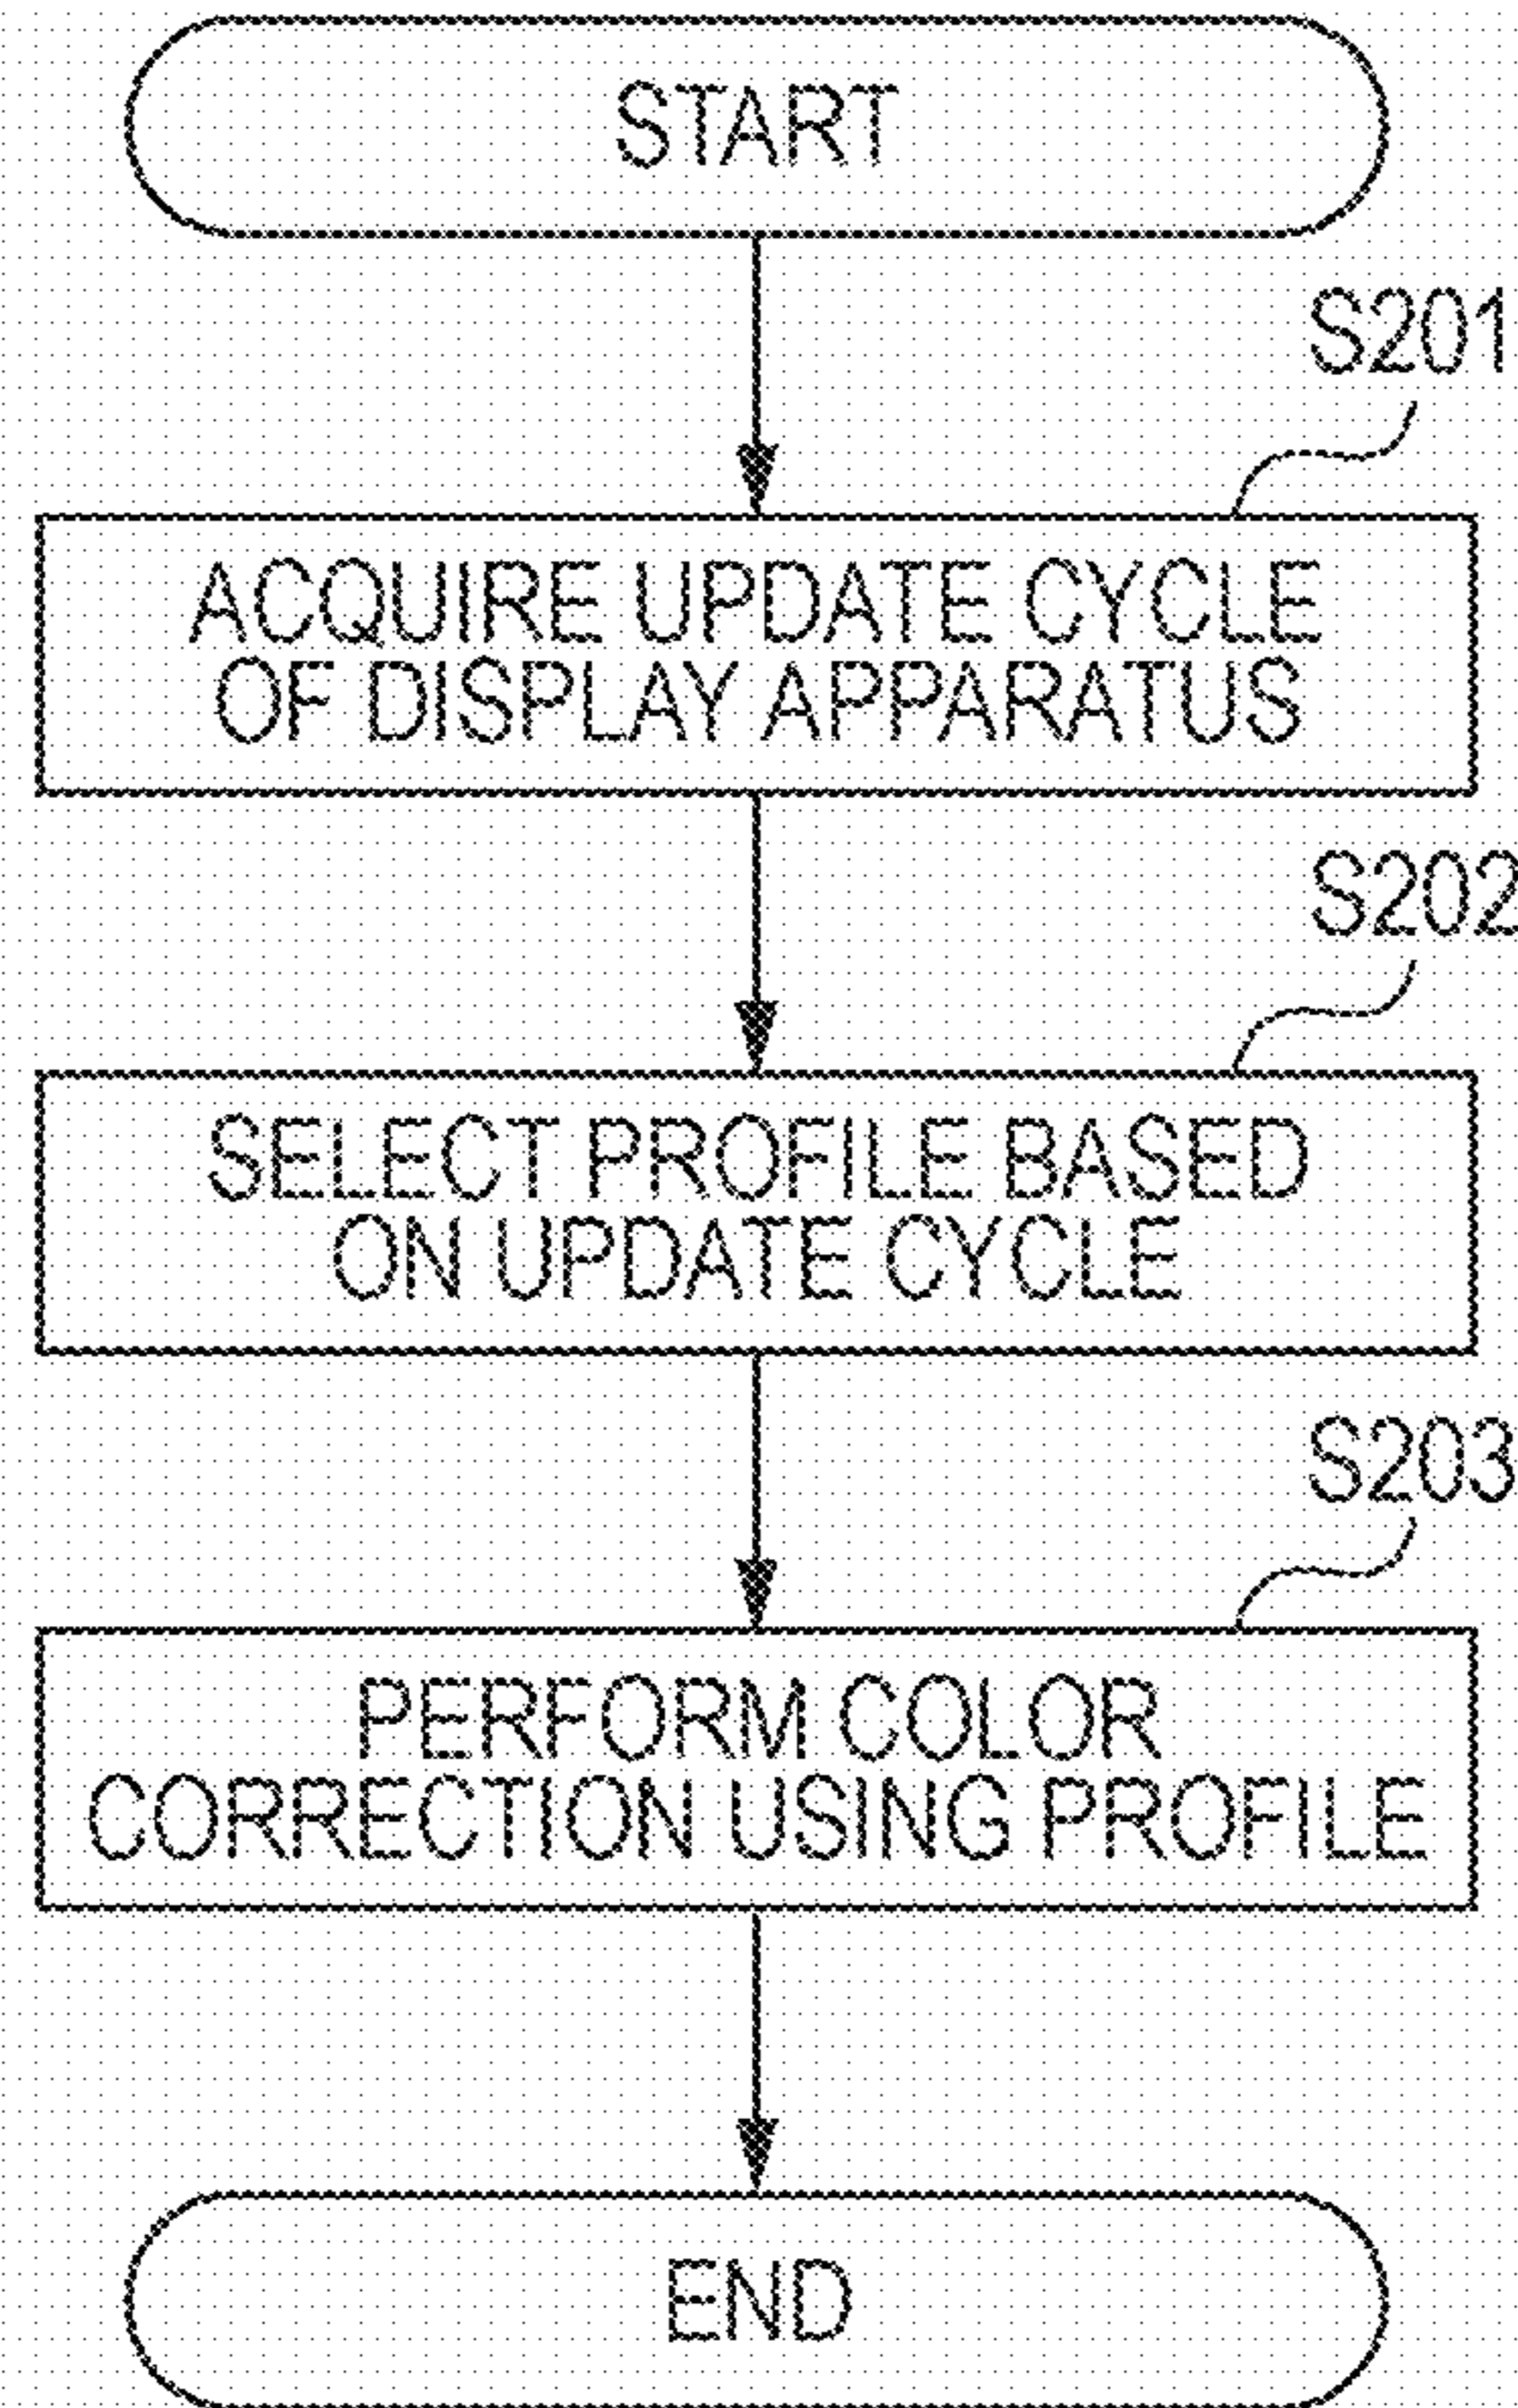 START
S201
ACQUIRE UPDATE CYCLE
OF DISPLAY APPARATUS
S202
SELECT PROFILE BASED
ON UPDATE CYCLE
S203
PERFORM COLOR
CORRECTION USING PROFILE
END